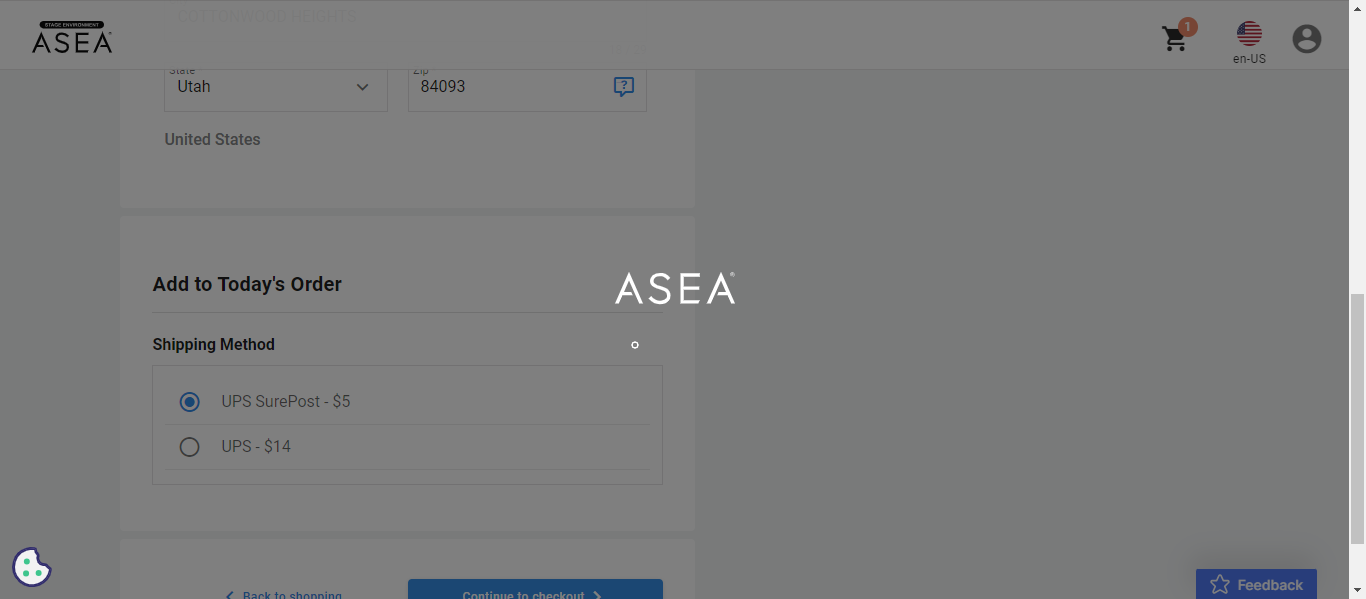 COTTONWOOD HEIGHTS
STAGE ENVIRONMENT
ASEA
1
en-US
State
Utah
Zip
84093
?
United States
Add to Today's Order
ASEA®
Shipping Method
UPS SurePost - $5
UPS - $14
Back to shopping
Continue to checkout
Feedback